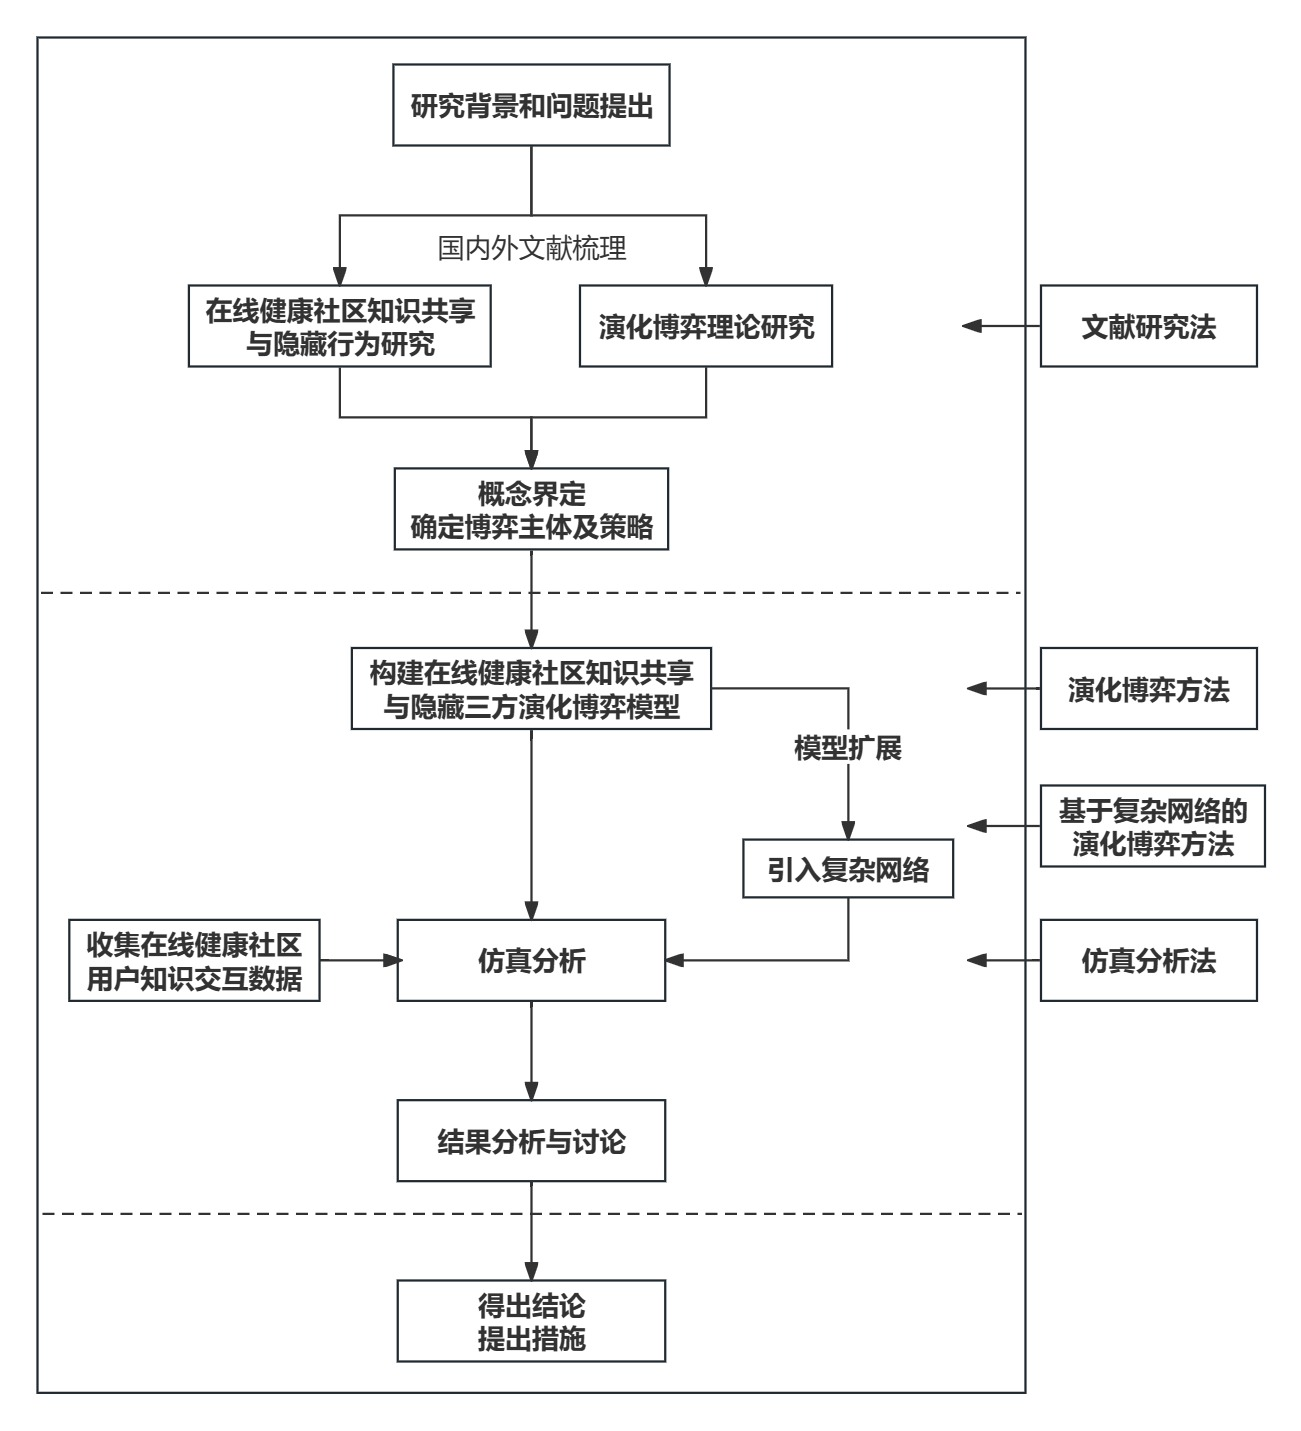 研究背景和问题提出
国内外文献梳理
在线健康社区知识共享
与隐藏行为研究
演化博弈理论研究
文献研究法
概念界定
确定博弈主体及策略
构建在线健康社区知识共享
与隐藏三方演化博弈模型
演化博弈方法
模型扩展
基于复杂网络的
演化博弈方法
引入复杂网络
收集在线健康社区
用户知识交互数据
仿真分析
仿真分析法
结果分析与讨论
得出结论
提出措施